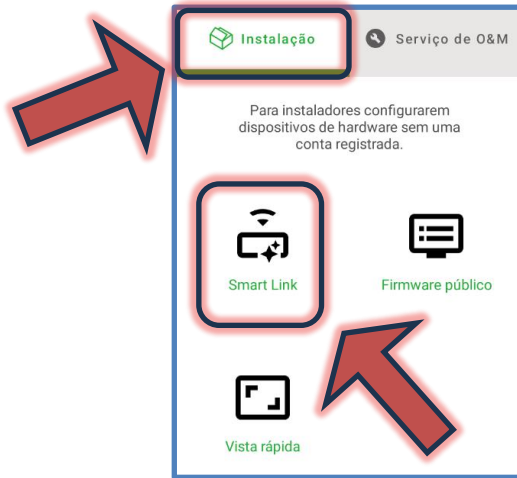 Instalação
Serviço de O&M
Para instaladores configurarem
dispositivos de hardware sem uma
conta registrada.
Smart Link
Firmware público
Vista rápida